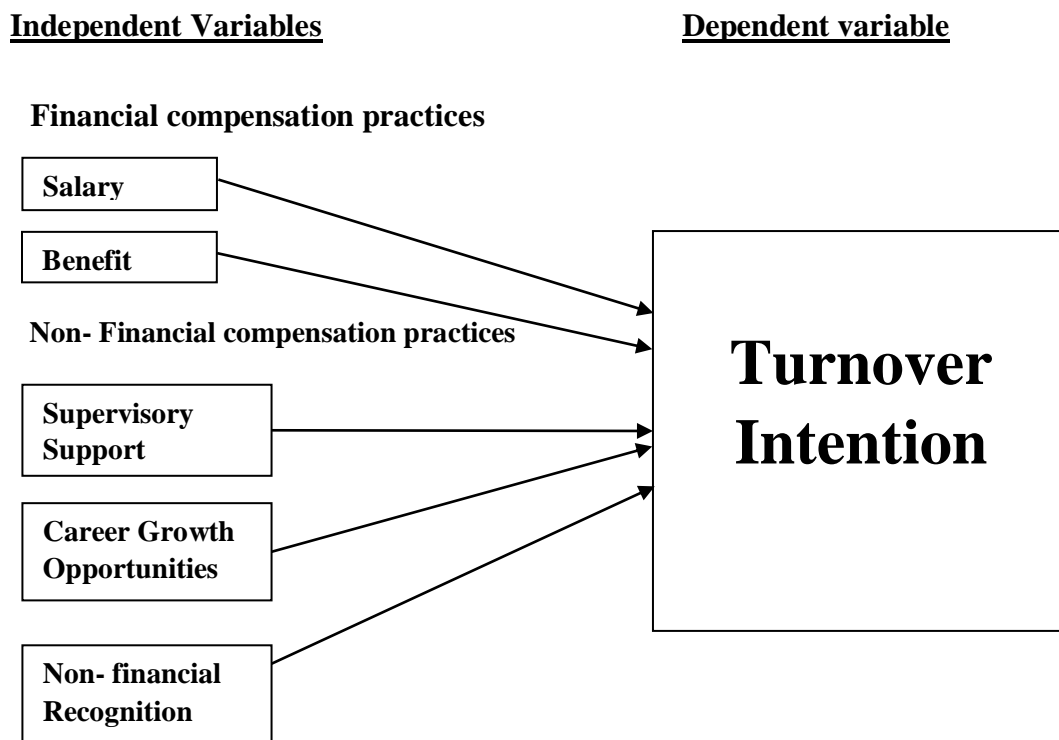 Independent Variables
Dependent variable
Financial compensation practices
Salary
Benefit
Non- Financial compensation practices
Supervisory
Support
Career Growth
Opportunities
Non- financial
Recognition
Turnover
Intention